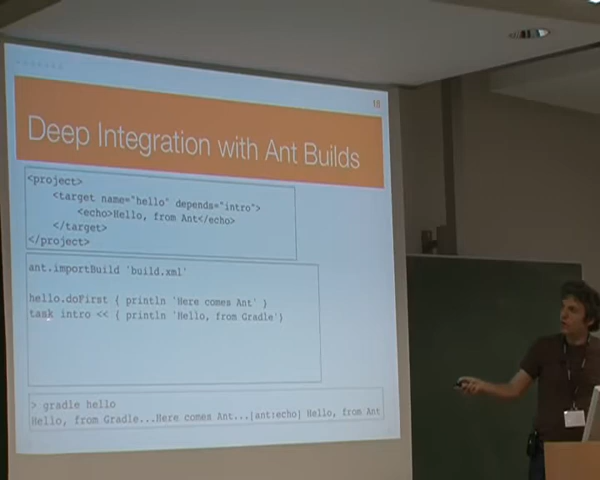 18
Deep Integration with Ant Builds
<project>
<target name="hello" depends="intro">
<echo>Hello, from Ant</echo>
</target>
</project>
ant.importBuild 'build.xml'
hello.doFirst { println 'Here comes Ant' }
task intro << { println 'Hello, from Gradle'}
> gradle hello
Hello, from Gradle...Here comes Ant...[ant:echo] Hello, from Ant